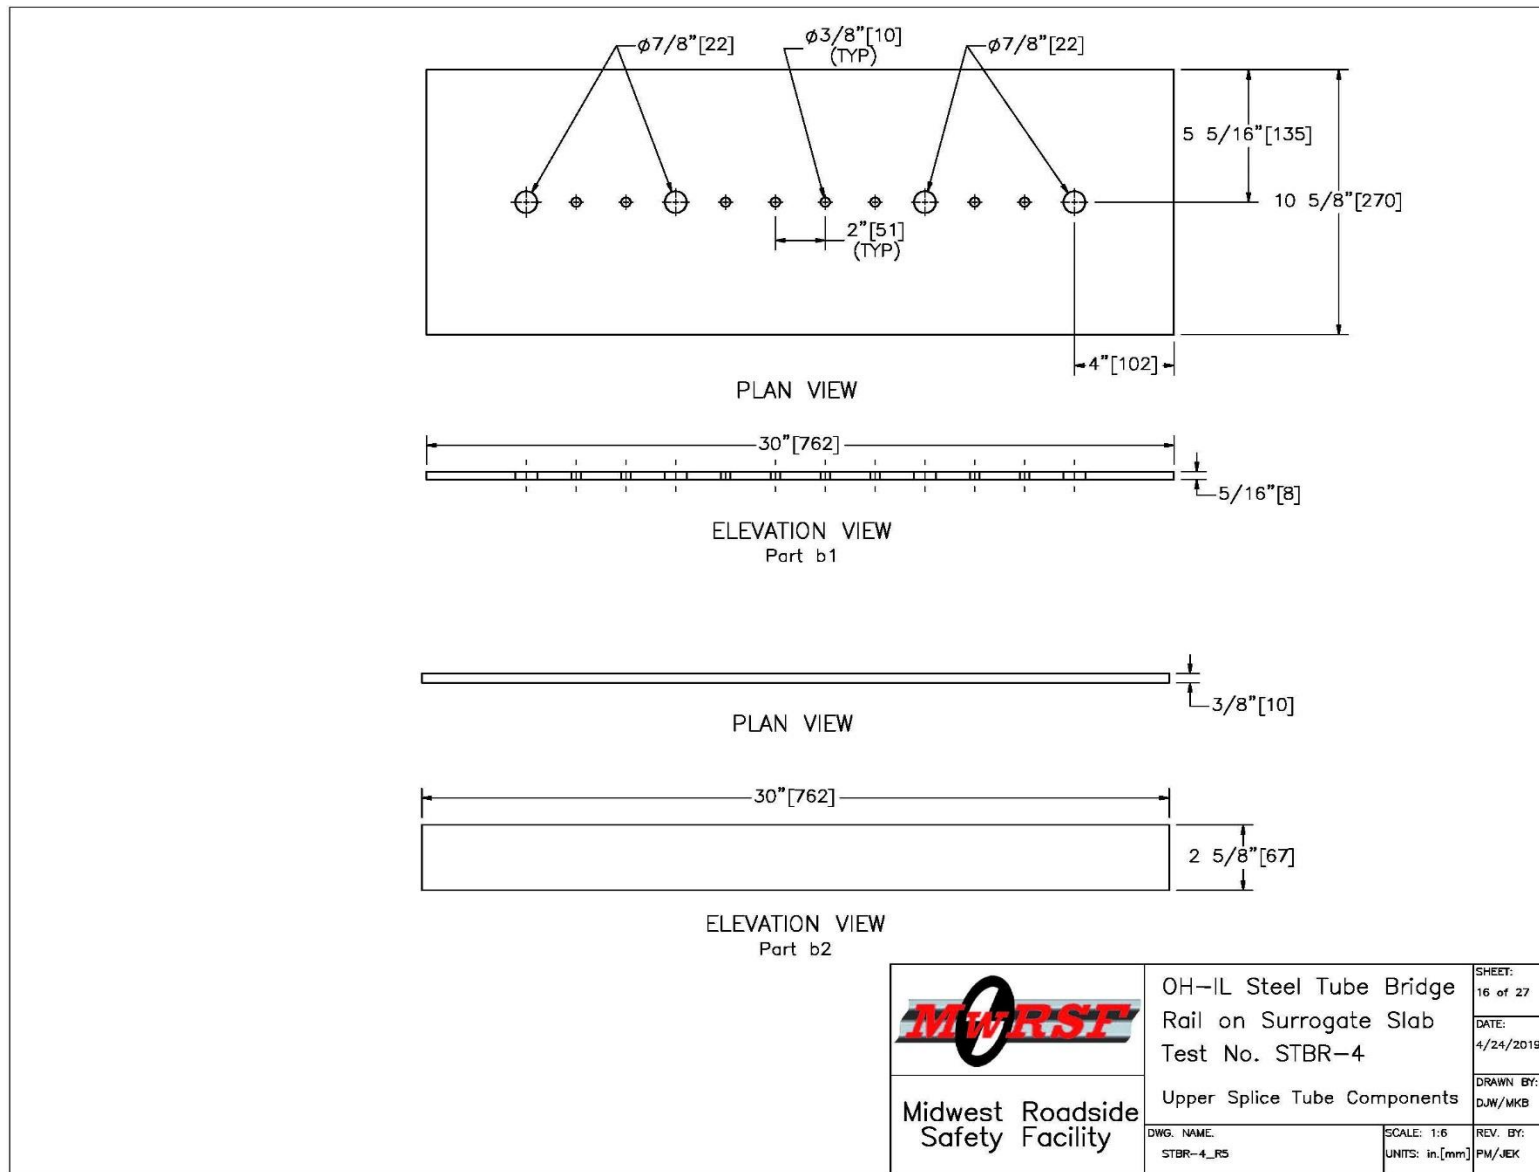 ø7/8"[22]
ø3/8"[10]
(TYP)
ø7/8"[22]
5 5/16"[135]
10 5/8"[270]
2"[51]
(TYP)
4"[102]
PLAN VIEW
30"[762]
5/16"[8]
ELEVATION VIEW
Part b1
3/8"[10]
PLAN VIEW
30"[762]
2 5/8"[67]
ELEVATION VIEW
Part b2
MwRSF
Midwest Roadside
Safety Facility
OH-IL Steel Tube Bridge
Rail on Surrogate Slab
Test No. STBR-4
Upper Splice Tube Components
SHEET:
16 of 27
DATE:
4/24/2019
DRAWN BY:
DJW/MKB
DWG. NAME.
STBR-4_R5
SCALE: 1:6
UNITS: in.[mm]
REV. BY:
PM/JEK